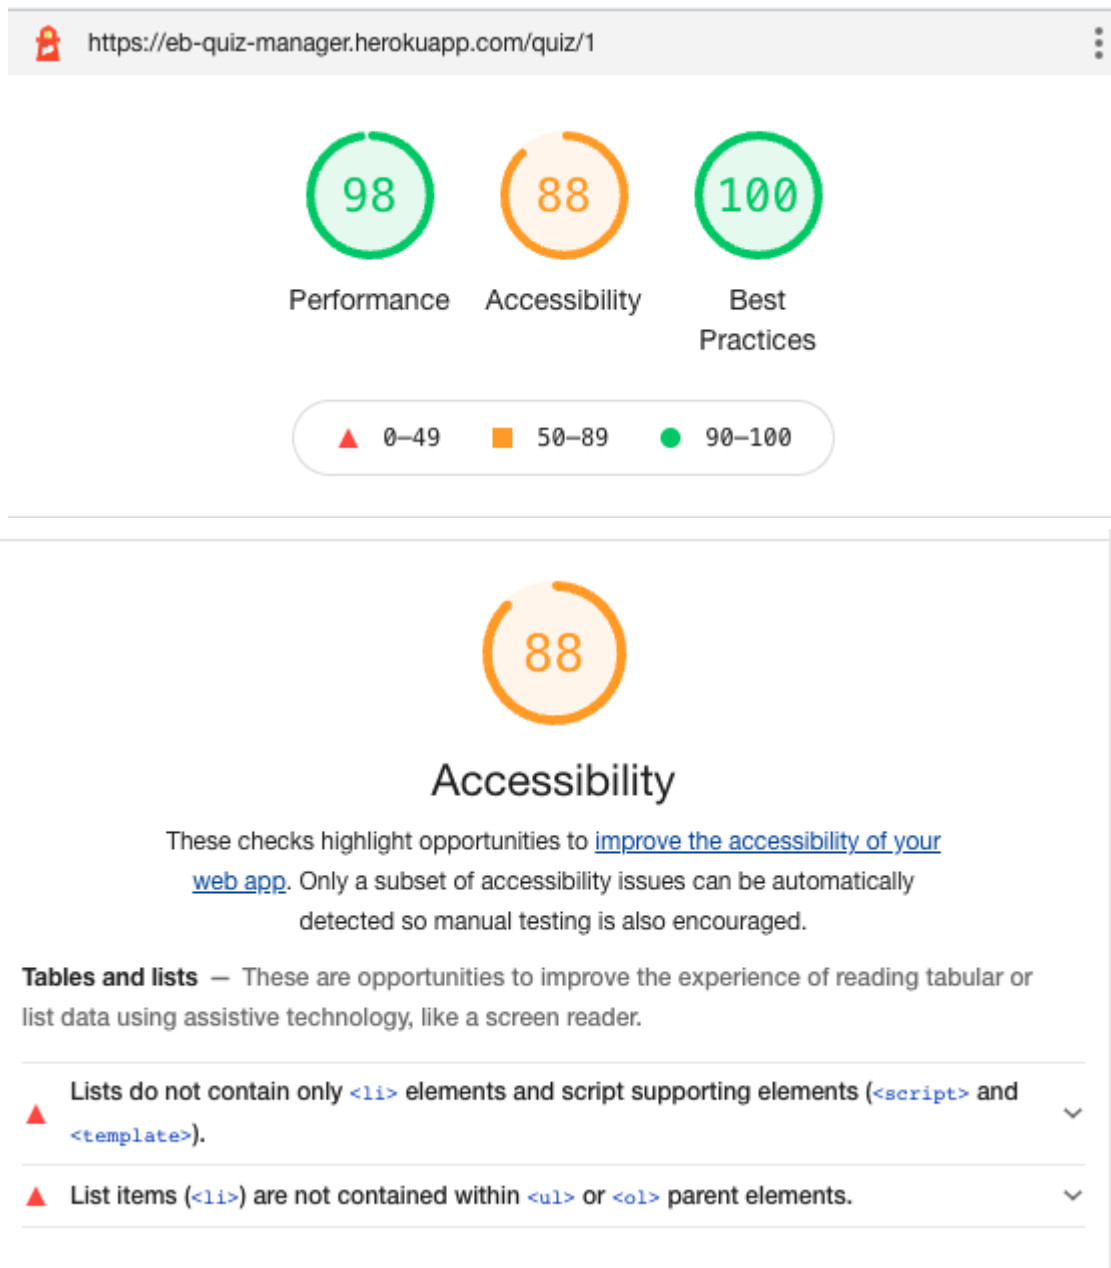 https://eb-quiz-manager.herokuapp.com/quiz/1
98
88
100
Performance
Accessibility
Best
Practices
0–49
50–89
90–100
88
Accessibility
These checks highlight opportunities to improve the accessibility of your
web app. Only a subset of accessibility issues can be automatically
detected so manual testing is also encouraged.
Tables and lists — These are opportunities to improve the experience of reading tabular or
list data using assistive technology, like a screen reader.
Lists do not contain only <li> elements and script supporting elements (<script> and
<template>).
List items (<li>) are not contained within <ul> or <ol> parent elements.